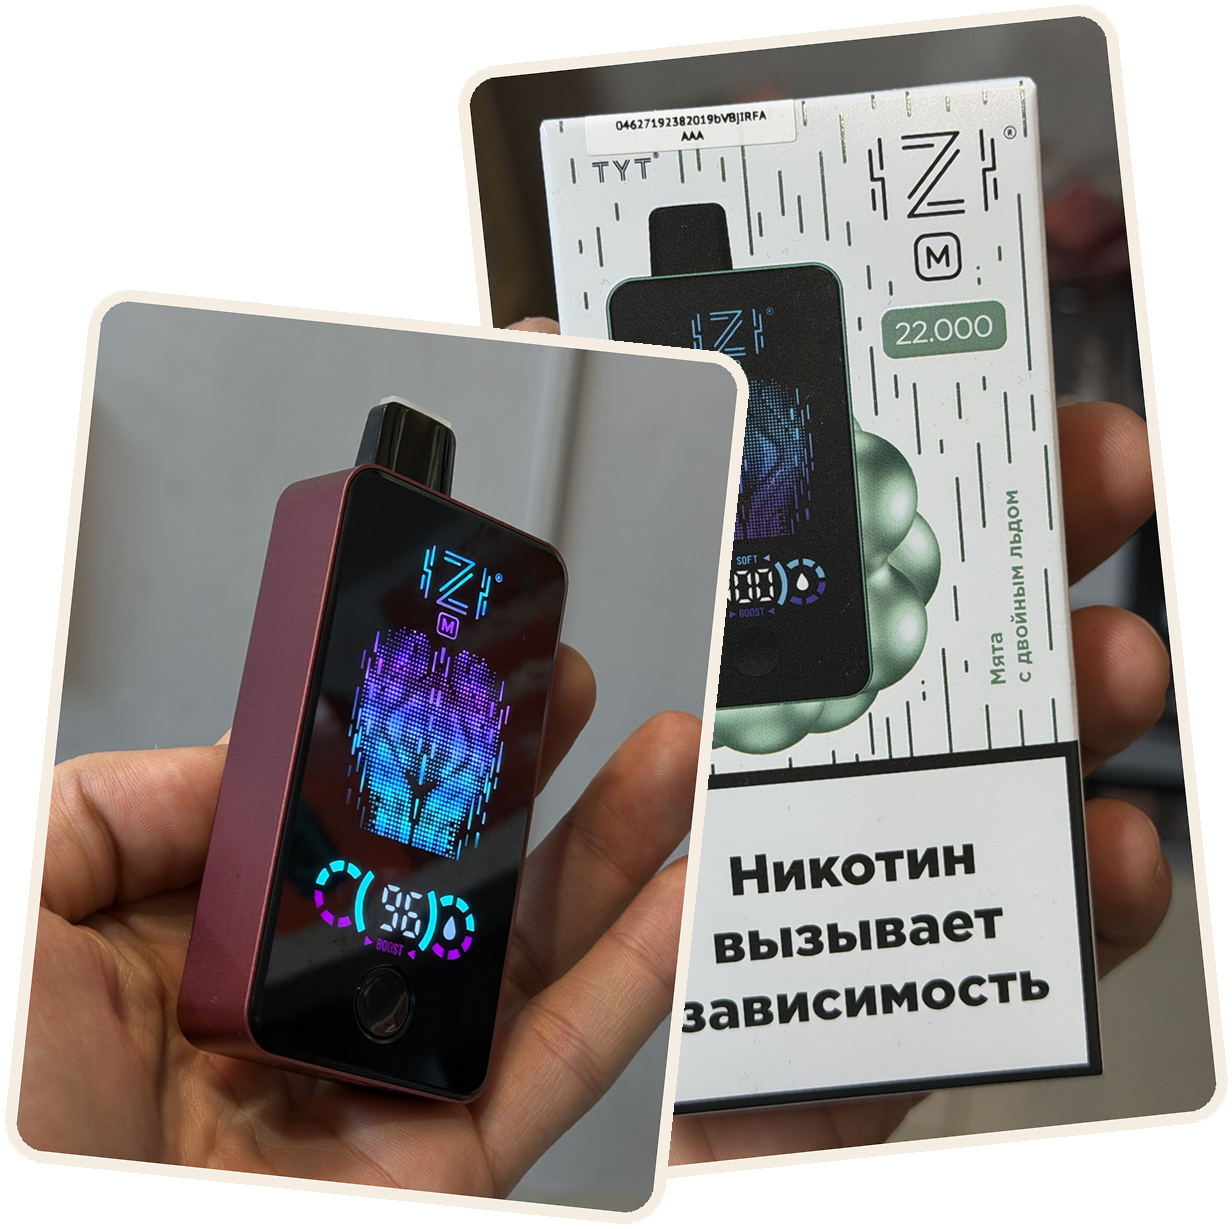 04627192382019bVBjIRFA
AAA
TYT®
IZI®
M
22.000
IZI®
SOFT
BOOST
Мята
с двойным льдом
Никотин
вызывает
зависимость
IZI®
M
96
BOOST